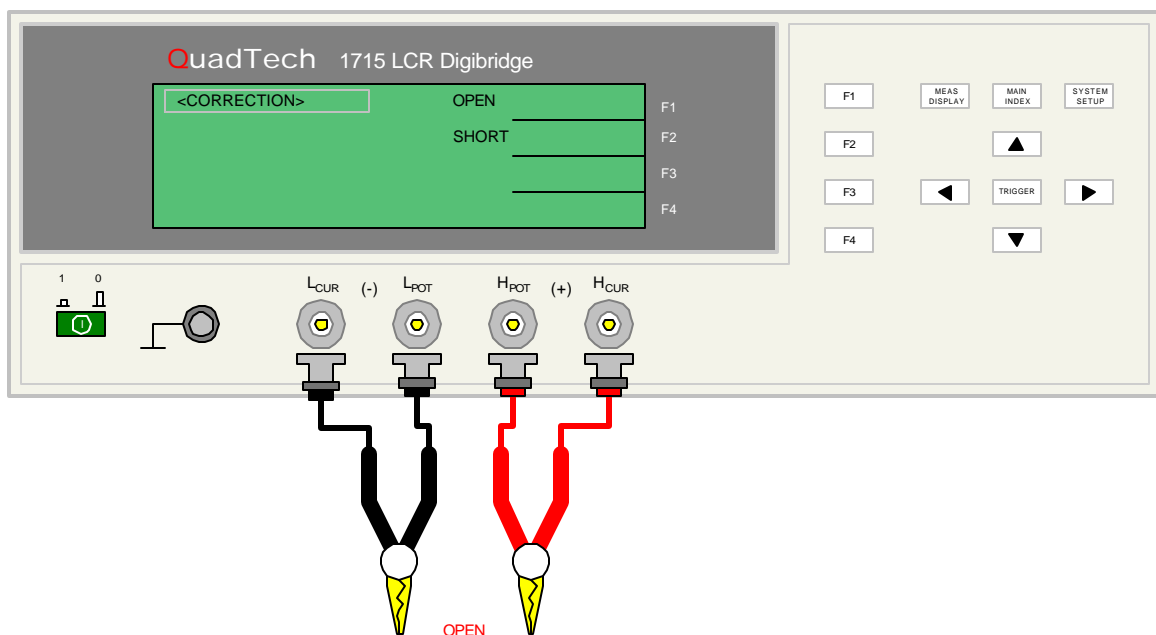 QuadTech 1715 LCR Digibridge
<CORRECTION> OPEN F1
SHORT F2
F3
F4
F1 MEAS DISPLAY MAIN INDEX SYSTEM SETUP
F2
F3 TRIGGER
F4
1 0
LCUR (-) LPOT HPOT (+) HCUR
OPEN